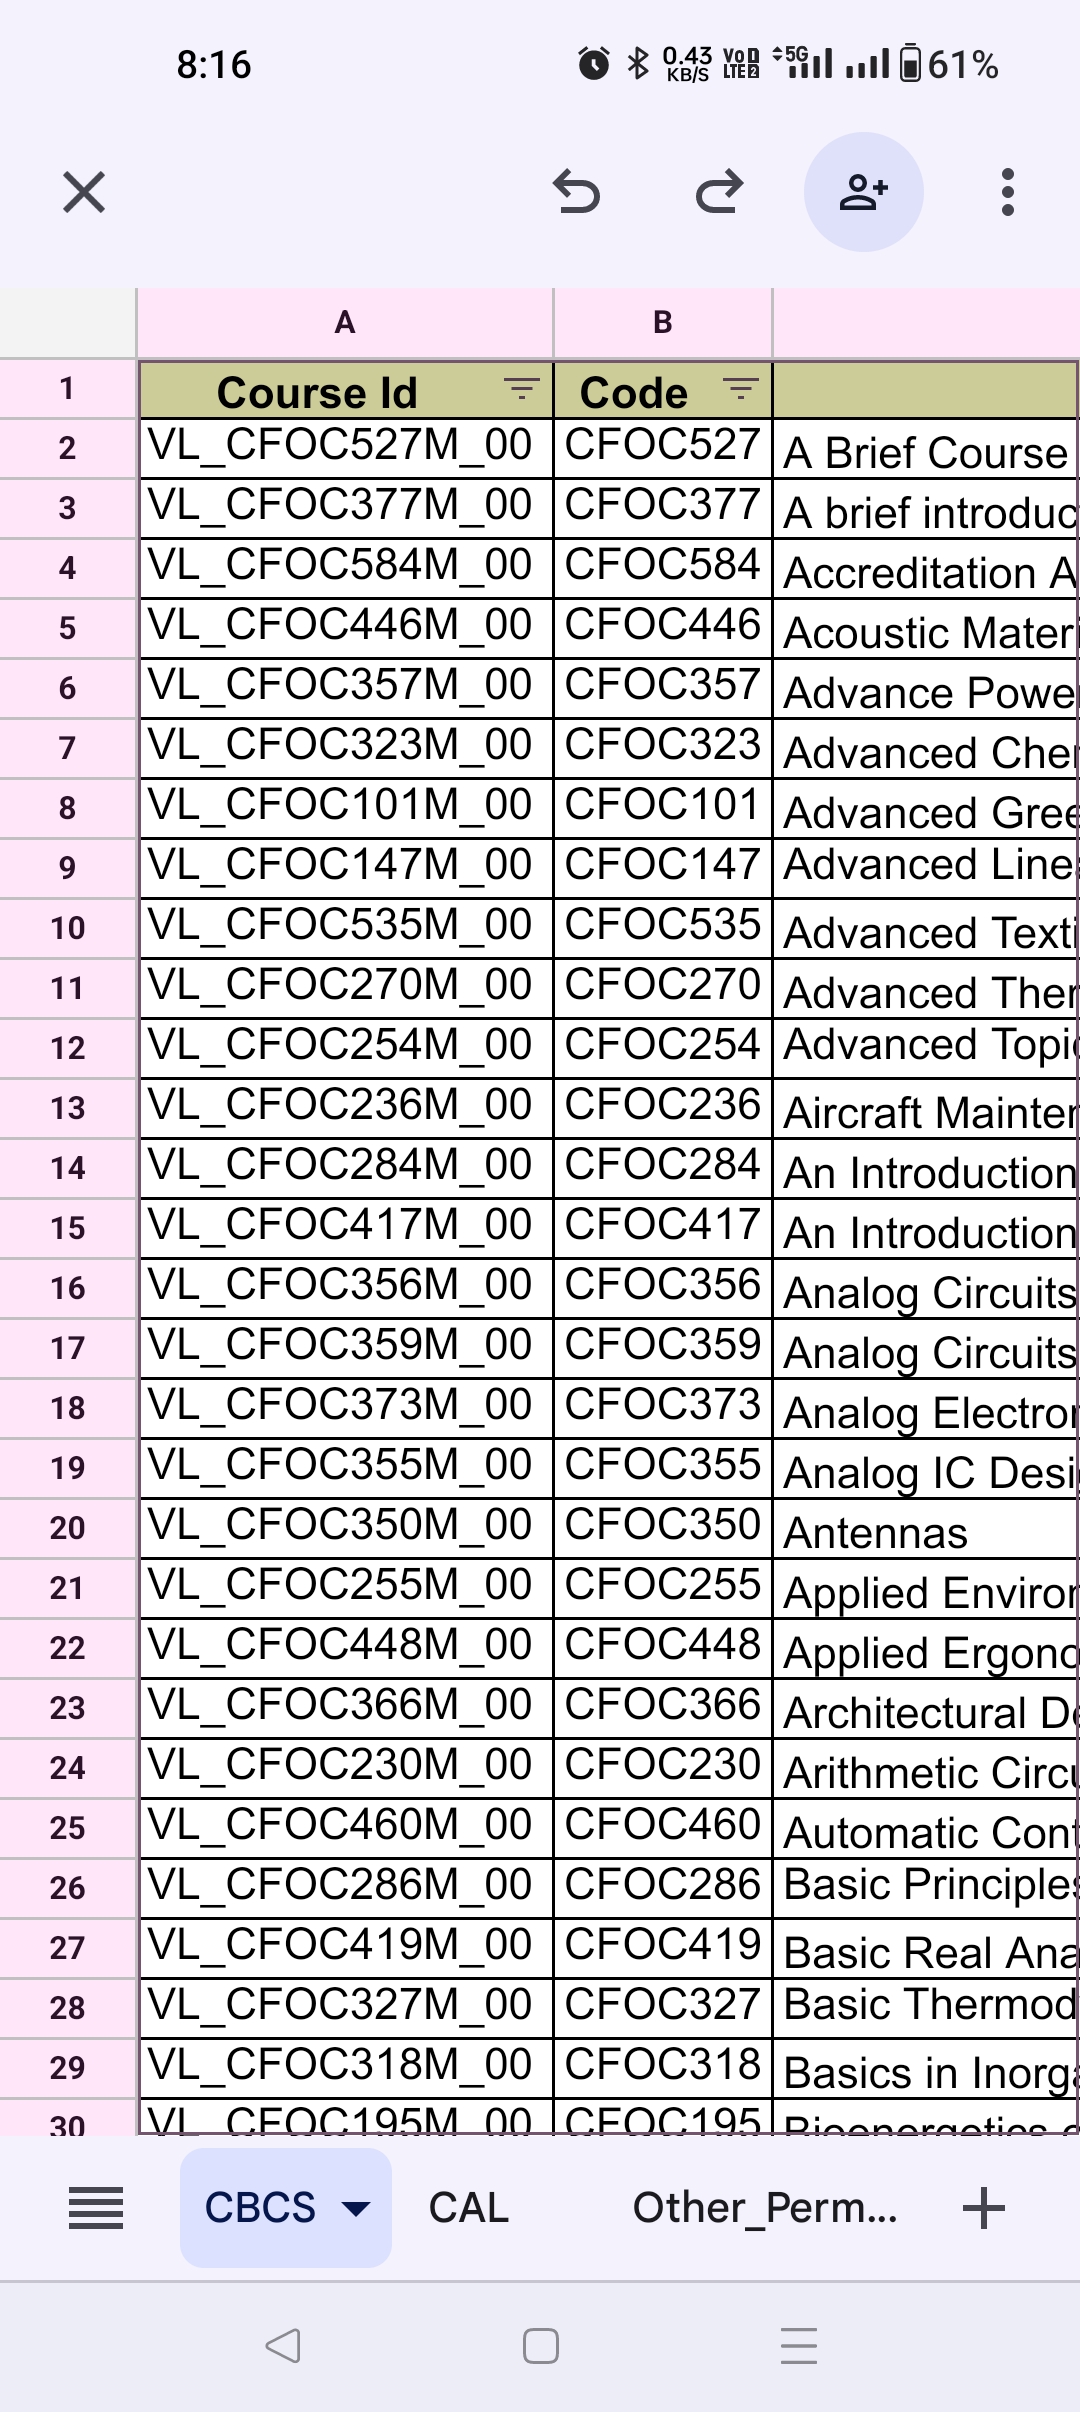 8:16 0.43 KB/S VoD LTE 2 5G 61%
A B
1 Course Id Code
2 VL_CFOC527M_00 CFOC527 A Brief Course
3 VL_CFOC377M_00 CFOC377 A brief introduc
4 VL_CFOC584M_00 CFOC584 Accreditation A
5 VL_CFOC446M_00 CFOC446 Acoustic Materi
6 VL_CFOC357M_00 CFOC357 Advance Powe
7 VL_CFOC323M_00 CFOC323 Advanced Cher
8 VL_CFOC101M_00 CFOC101 Advanced Gree
9 VL_CFOC147M_00 CFOC147 Advanced Line
10 VL_CFOC535M_00 CFOC535 Advanced Texti
11 VL_CFOC270M_00 CFOC270 Advanced Ther
12 VL_CFOC254M_00 CFOC254 Advanced Topi
13 VL_CFOC236M_00 CFOC236 Aircraft Mainter
14 VL_CFOC284M_00 CFOC284 An Introduction
15 VL_CFOC417M_00 CFOC417 An Introduction
16 VL_CFOC356M_00 CFOC356 Analog Circuits
17 VL_CFOC359M_00 CFOC359 Analog Circuits
18 VL_CFOC373M_00 CFOC373 Analog Electror
19 VL_CFOC355M_00 CFOC355 Analog IC Desi
20 VL_CFOC350M_00 CFOC350 Antennas
21 VL_CFOC255M_00 CFOC255 Applied Enviror
22 VL_CFOC448M_00 CFOC448 Applied Ergono
23 VL_CFOC366M_00 CFOC366 Architectural De
24 VL_CFOC230M_00 CFOC230 Arithmetic Circu
25 VL_CFOC460M_00 CFOC460 Automatic Cont
26 VL_CFOC286M_00 CFOC286 Basic Principles
27 VL_CFOC419M_00 CFOC419 Basic Real Ana
28 VL_CFOC327M_00 CFOC327 Basic Thermod
29 VL_CFOC318M_00 CFOC318 Basics in Inorga
30 VL_CFOC195M_00 CFOC195 Bioenergetics
CBCS CAL Other_Perm...